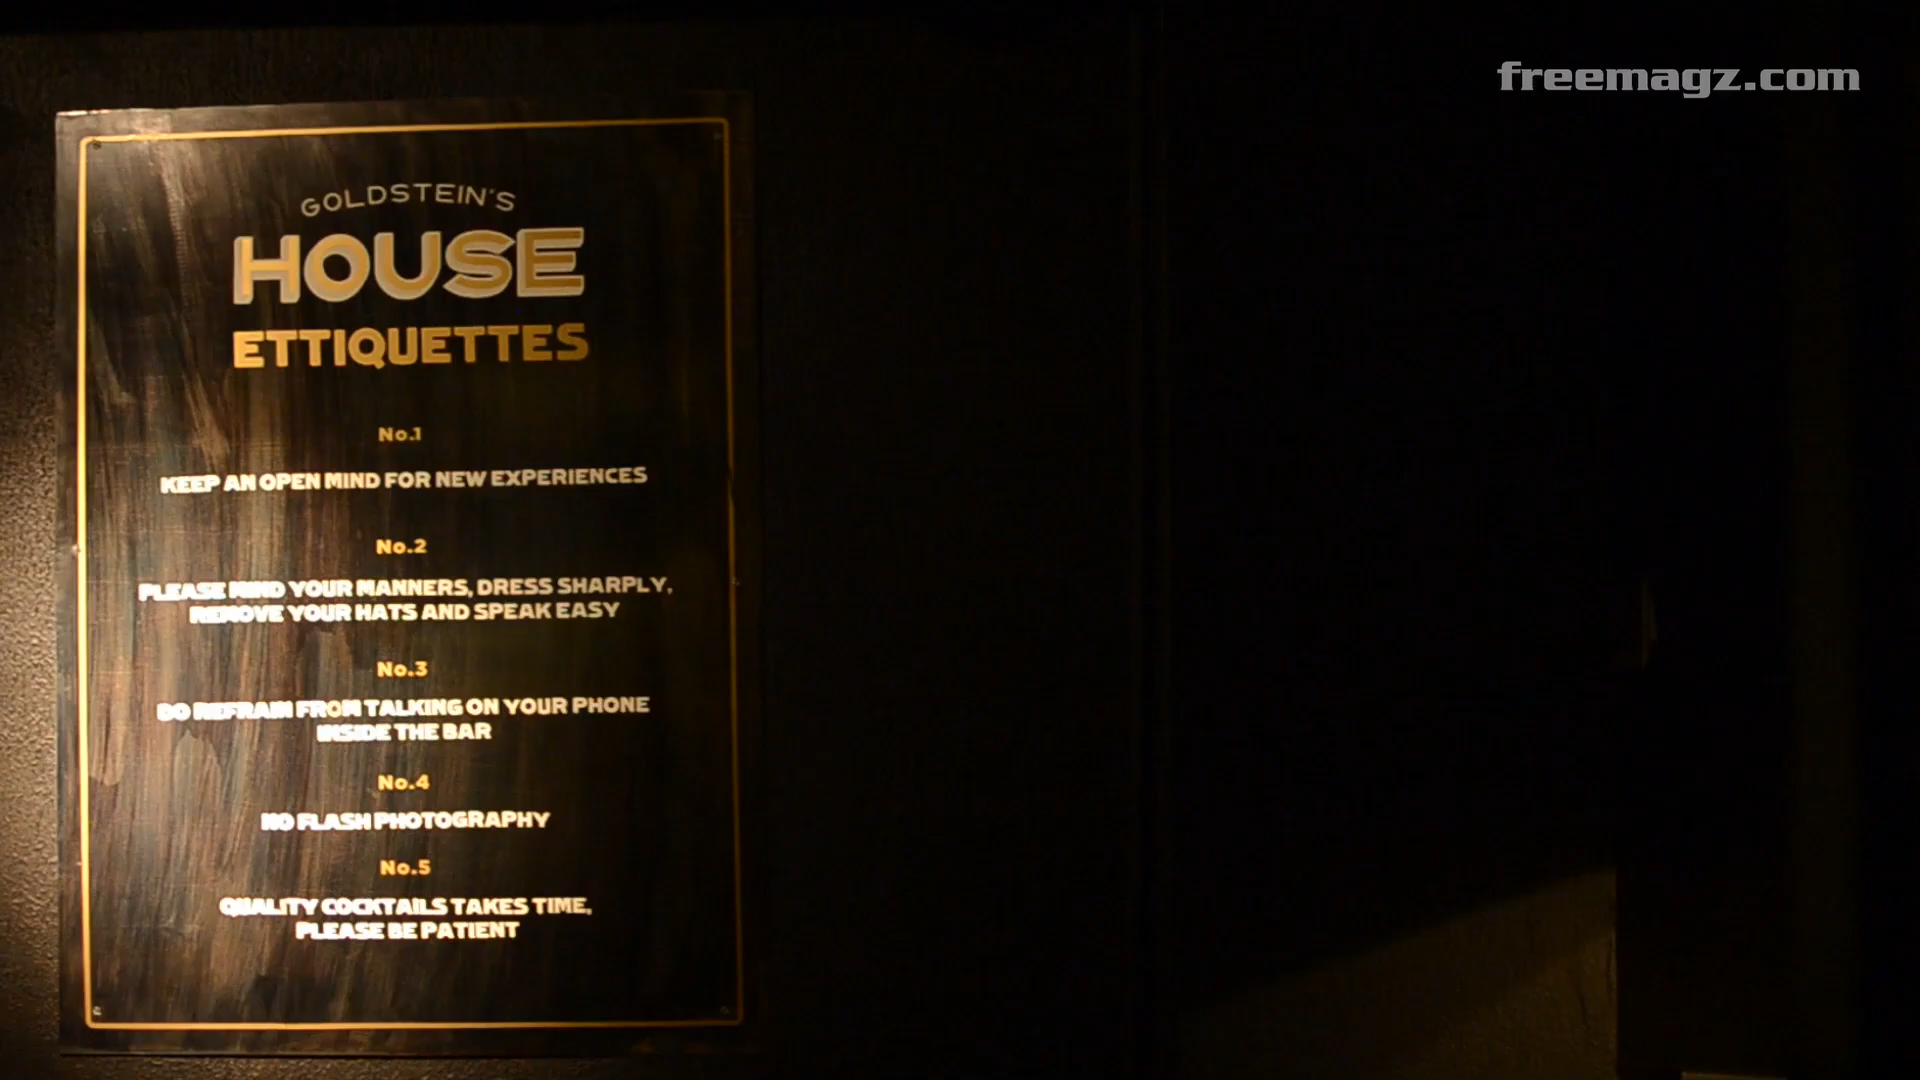 freemagz.com
GOLDSTEIN'S
HOUSE
ETTIQUETTES
No.1
KEEP AN OPEN MIND FOR NEW EXPERIENCES
No.2
PLEASE MIND YOUR MANNERS, DRESS SHARPLY,
REMOVE YOUR HATS AND SPEAK EASY
No.3
DO REFRAIN FROM TALKING ON YOUR PHONE
INSIDE THE BAR
No.4
NO FLASH PHOTOGRAPHY
No.5
QUALITY COCKTAILS TAKES TIME,
PLEASE BE PATIENT